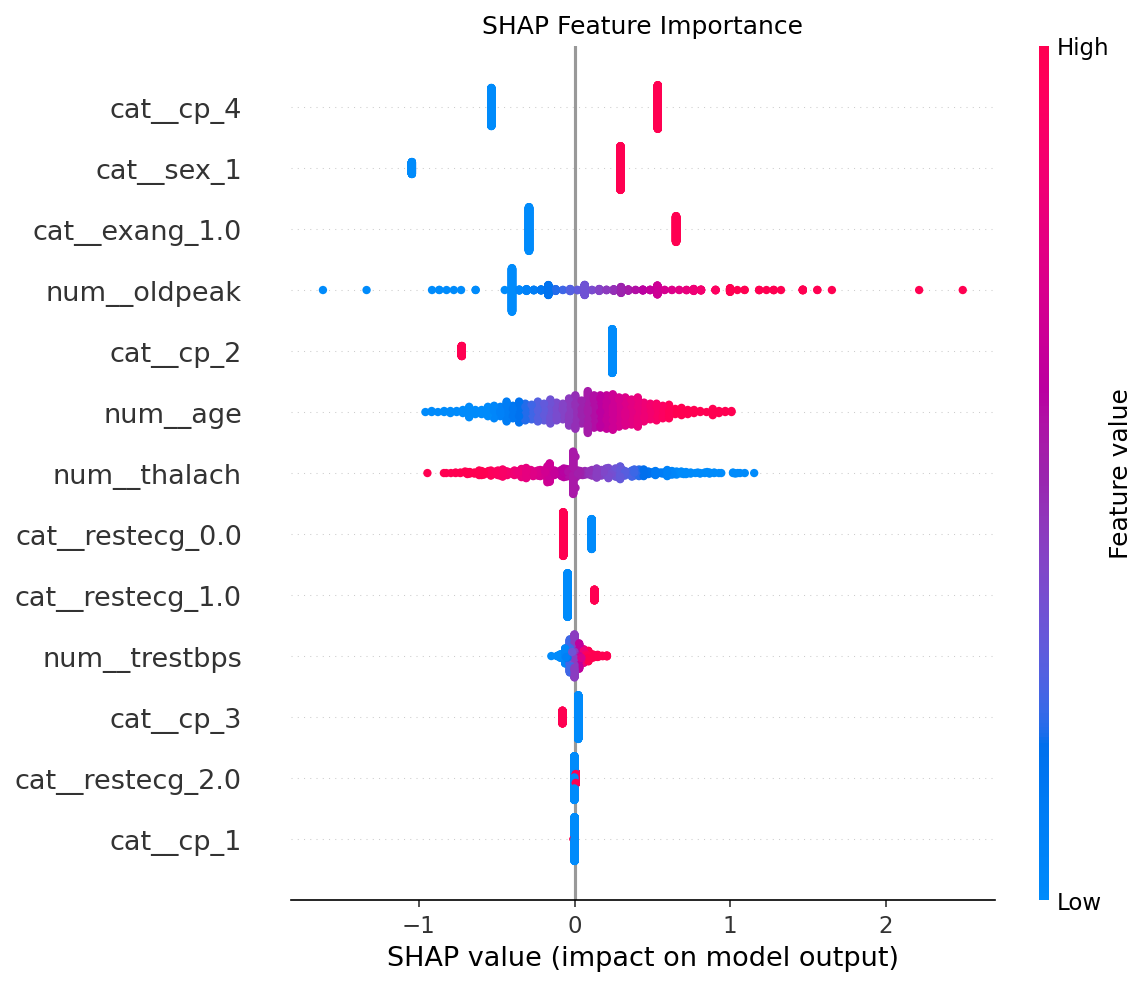 SHAP Feature Importance
High
cat__cp_4
cat__sex_1
cat__exang_1.0
num__oldpeak
cat__cp_2
num__age
num__thalach
cat__restecg_0.0
cat__restecg_1.0
num__trestbps
cat__cp_3
cat__restecg_2.0
cat__cp_1
Feature value
Low
−1
0
1
2
SHAP value (impact on model output)